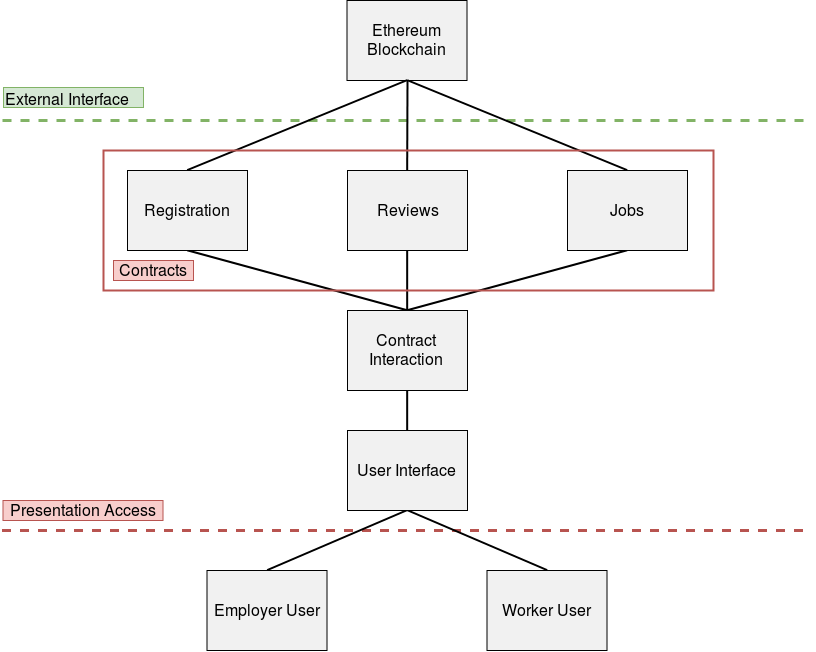 Ethereum
Blockchain
External Interface
Registration
Reviews
Jobs
Contracts
Contract
Interaction
User Interface
Presentation Access
Employer User
Worker User